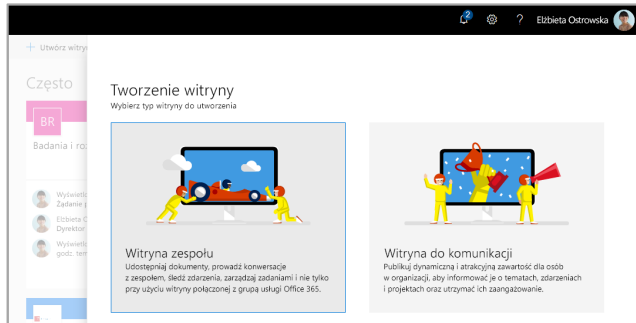 2
?
Elżbieta Ostrowska
+ Utwórz witry
Często
BR
Badania i ro
Wyświetlo
Żądanie p
Elżbieta O
Dyrektor
Wyświetlo
godz. tem
Tworzenie witryny
Wybierz typ witryny do utworzenia
Witryna zespołu
Udostępniaj dokumenty, prowadź konwersacje
z zespołem, śledź zdarzenia, zarządzaj zadaniami i nie tylko
przy użyciu witryny połączonej z grupą usługi Office 365.
Witryna do komunikacji
Publikuj dynamiczną i atrakcyjną zawartość dla osób
w organizacji, aby informować je o tematach, zdarzeniach
i projektach oraz utrzymać ich zaangażowanie.